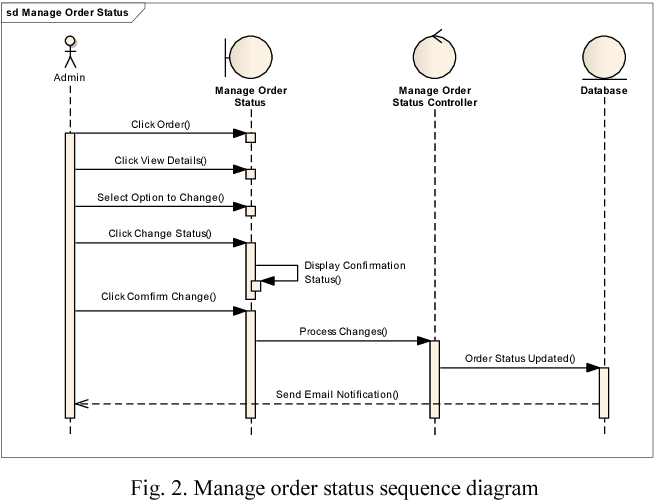 sd Manage Order Status
Admin
Manage Order
Status
Manage Order
Status Controller
Database
Click Order()
Click View Details()
Select Option to Change()
Click Change Status()
Display Confirmation
Status()
Click Comfirm Change()
Process Changes()
Order Status Updated()
Send Email Notification()
Fig. 2. Manage order status sequence diagram